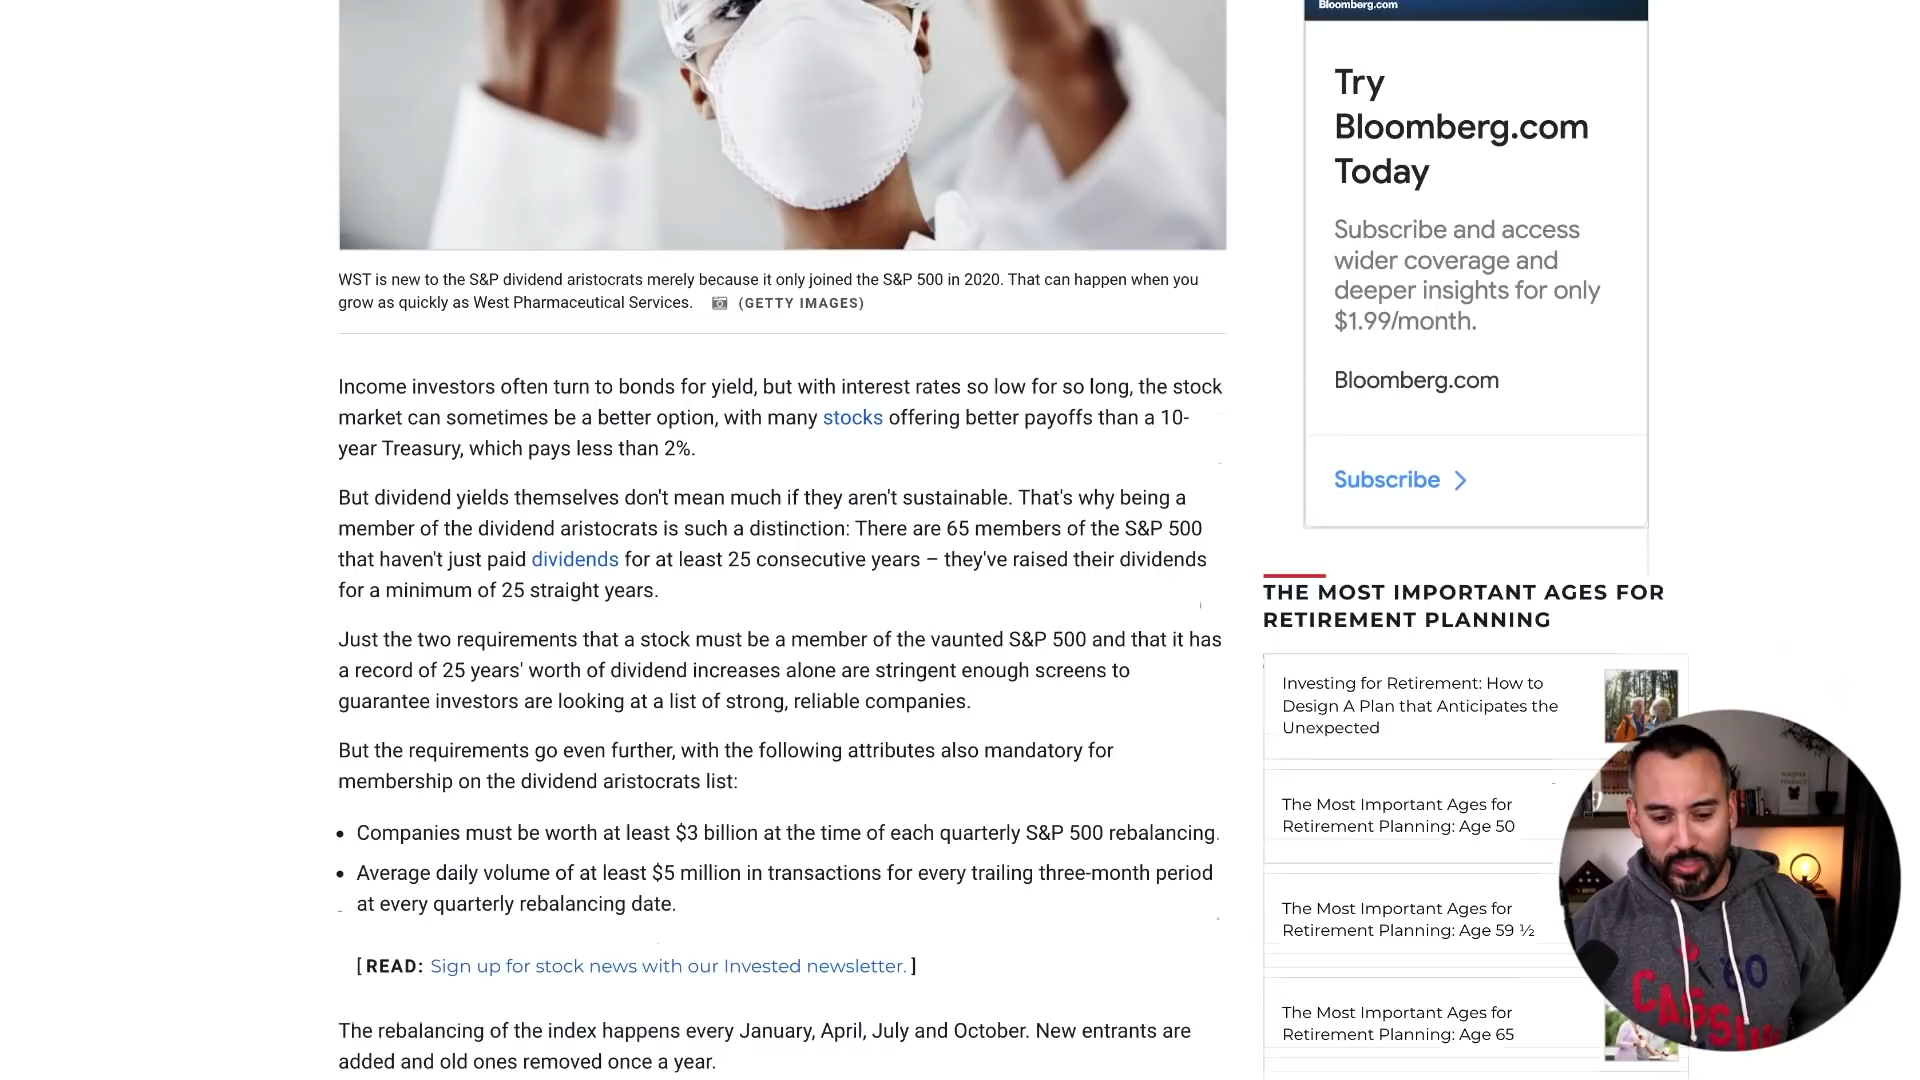 Bloomberg.com
Try
Bloomberg.com
Today
Subscribe and access
wider coverage and
deeper insights for only
$1.99/month.
Bloomberg.com
Subscribe
WST is new to the S&P dividend aristocrats merely because it only joined the S&P 500 in 2020. That can happen when you
grow as quickly as West Pharmaceutical Services. (GETTY IMAGES)
Income investors often turn to bonds for yield, but with interest rates so low for so long, the stock
market can sometimes be a better option, with many stocks offering better payoffs than a 10-
year Treasury, which pays less than 2%.
But dividend yields themselves don't mean much if they aren't sustainable. That's why being a
member of the dividend aristocrats is such a distinction: There are 65 members of the S&P 500
that haven't just paid dividends for at least 25 consecutive years – they've raised their dividends
for a minimum of 25 straight years.
Just the two requirements that a stock must be a member of the vaunted S&P 500 and that it has
a record of 25 years' worth of dividend increases alone are stringent enough screens to
guarantee investors are looking at a list of strong, reliable companies.
But the requirements go even further, with the following attributes also mandatory for
membership on the dividend aristocrats list:
• Companies must be worth at least $3 billion at the time of each quarterly S&P 500 rebalancing.
• Average daily volume of at least $5 million in transactions for every trailing three-month period
at every quarterly rebalancing date.
[ READ: Sign up for stock news with our Invested newsletter. ]
The rebalancing of the index happens every January, April, July and October. New entrants are
added and old ones removed once a year.
THE MOST IMPORTANT AGES FOR
RETIREMENT PLANNING
Investing for Retirement: How to
Design A Plan that Anticipates the
Unexpected
The Most Important Ages for
Retirement Planning: Age 50
The Most Important Ages for
Retirement Planning: Age 59 ½
The Most Important Ages for
Retirement Planning: Age 65
'60